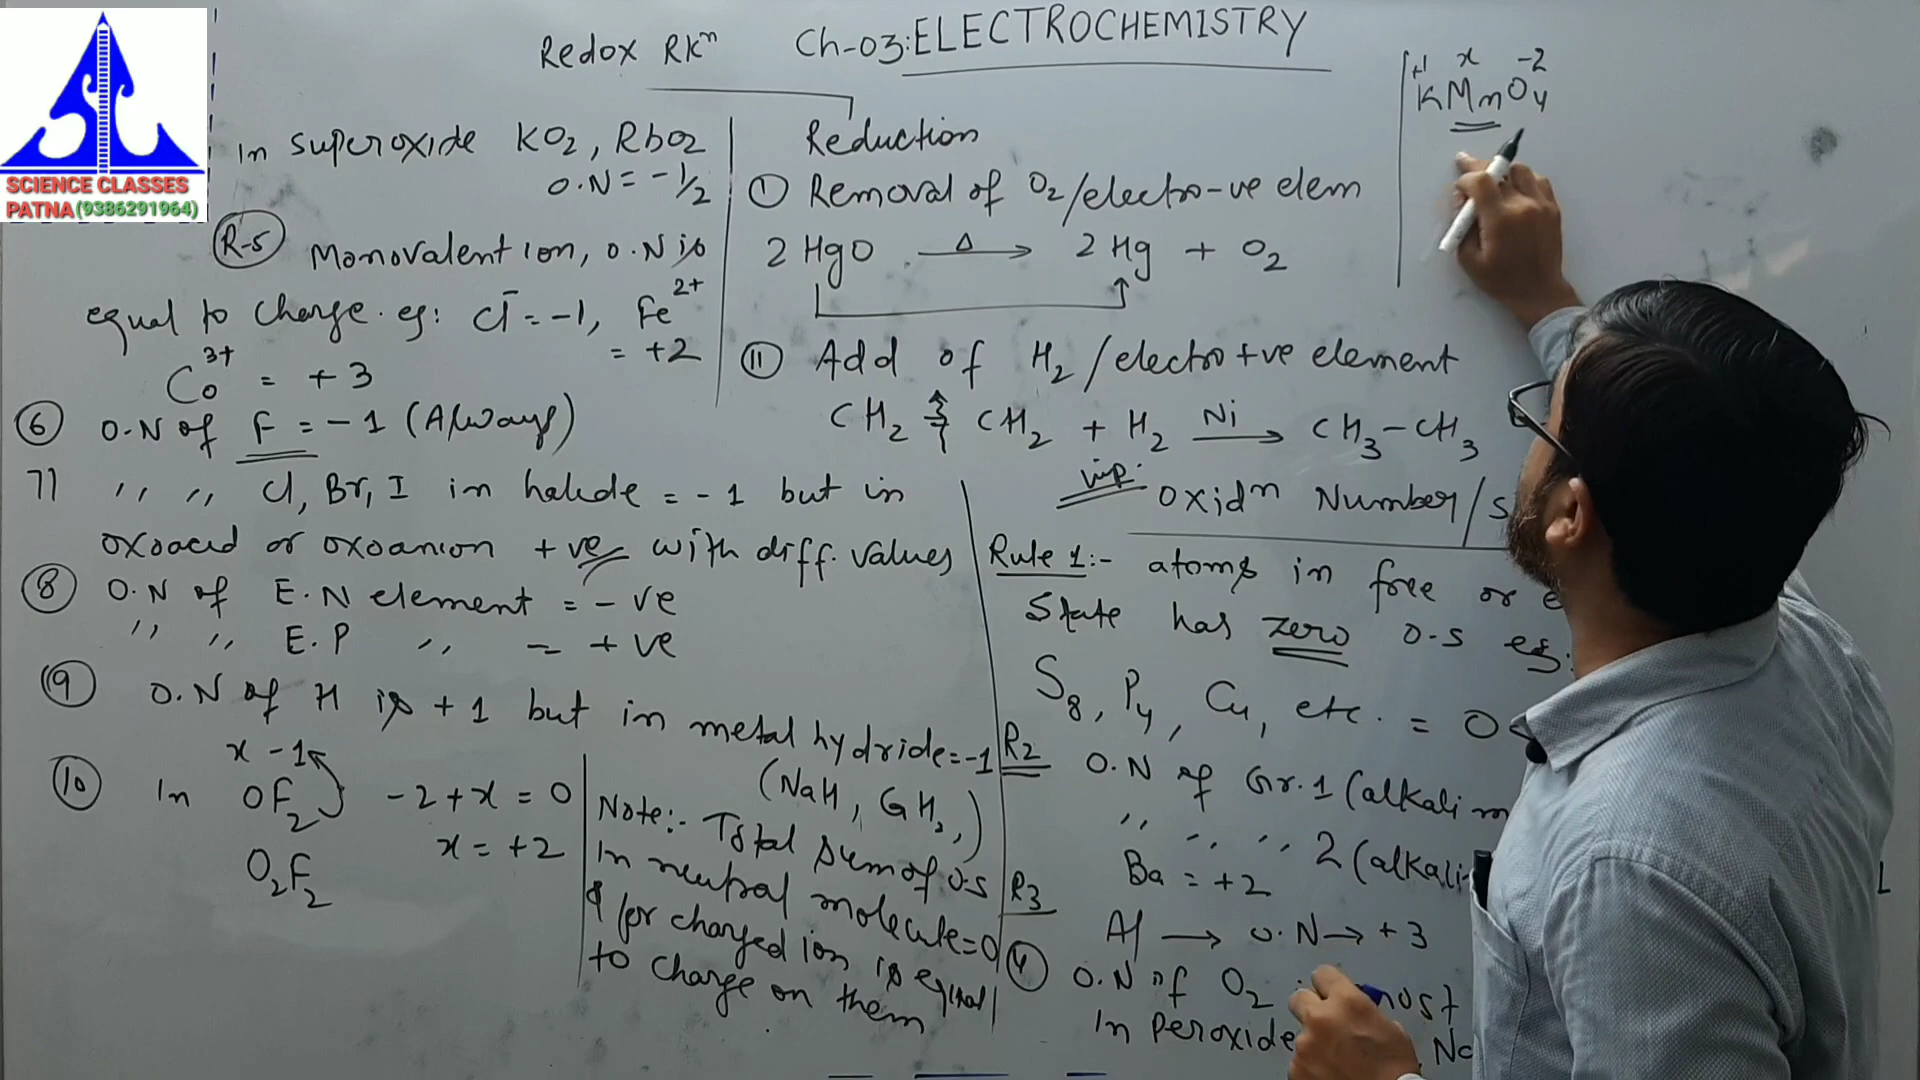 SCIENCE CLASSES
PATNA (9386291964)
Redox RKⁿ Ch-03: ELECTROCHEMISTRY
In superoxide KO₂, RbO₂
O.N = -1/2
R-5 Monovalent ion, O.N is
equal to charge. eg: Cl⁻ = -1, Fe²⁺
= +2
Co³⁺ = +3
6 O.N of F = -1 (Always)
7) ,, ,, Cl, Br, I in halide = -1 but in
oxoacid or oxoanion +ve with diff. values
8 O.N of E.N element = -ve
,, ,, E.P ,, = +ve
9 O.N of H is +1 but in metal hydride = -1
(NaH, CaH₂,)
10 In x -1
OF₂ -2+x = 0
x = +2
O₂F₂
Note:- Total sum of O.S
In neutral molecule = 0
& for charged ion is equal
to charge on them
Reduction
① Removal of O₂/electro-ve elem
2HgO Δ → 2Hg + O₂
II Add of H₂/electro+ve element
CH₂ CH₂ + H₂ Ni → CH₃-CH₃
imp.
Oxidⁿ Number/S
Rule 1:- atoms in free or e
State has zero O.S eg:
S₈, P₄, Cu, etc. = 0
R2 O.N of Gr.1 (alkali m
,, ,, ,, 2 (alkali
Ba = +2
R3
Al → O.N → +3
4 O.N of O₂ most
In peroxide Na
+1 x -2
KMnO₄